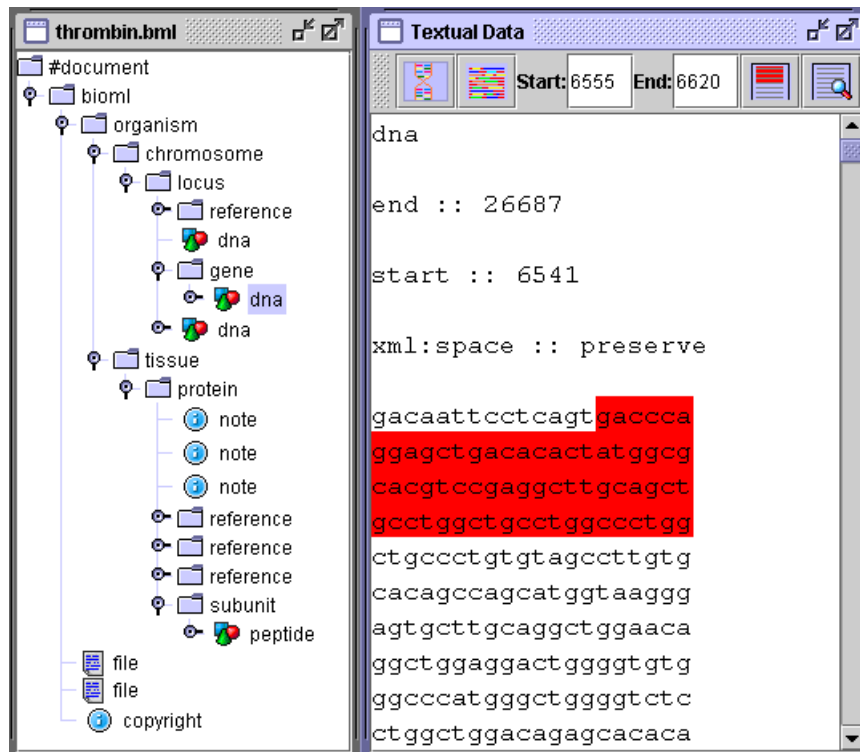 thrombin.bml
#document
bioml
organism
chromosome
locus
reference
dna
gene
dna
dna
tissue
protein
note
note
note
reference
reference
reference
subunit
peptide
file
file
copyright
Textual Data
Start: 6555 End: 6620
dna
end :: 26687
start :: 6541
xml:space :: preserve
gacaattcctcagtgaccca
ggagctgacacactatggcg
cacgtccgaggcttgcagct
gcctggctgcctggccctgg
ctgccctgtgtagccttgtg
cacagccagcatggtaaggg
agtgcttgcaggctggaaca
ggctggaggactggggtgtg
ggcccatgggctggggtctc
ctggctggacagagcacaca